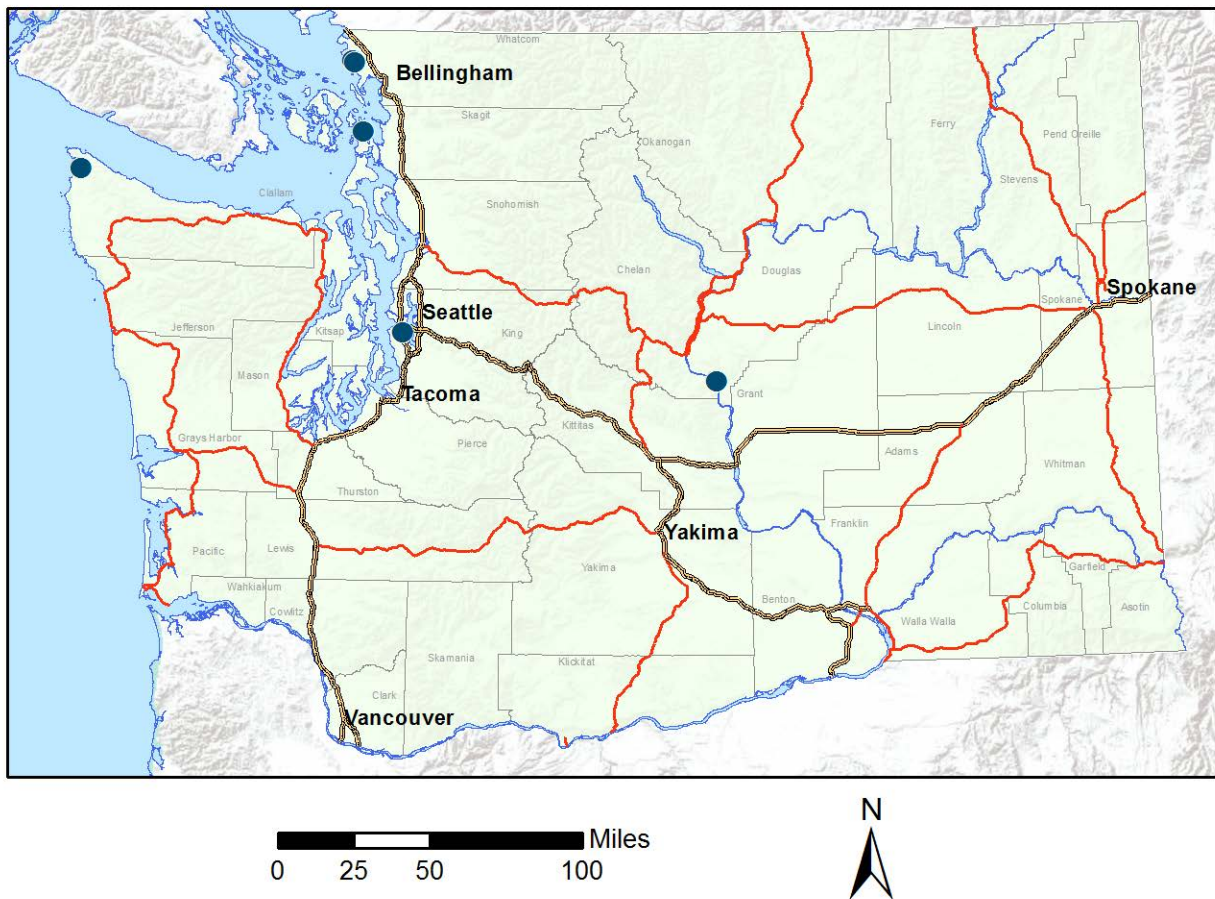 Whatcom
Bellingham
Skagit
Okanogan
Ferry
Pend Oreille
Stevens
Clallam
Snohomish
Chelan
Douglas
Spokane
Spokane
Seattle
Jefferson
Kitsap
King
Lincoln
Mason
Tacoma
Grant
Grays Harbor
Kittitas
Pierce
Adams
Whitman
Thurston
Yakima
Franklin
Pacific
Lewis
Yakima
Garfield
Wahkiakum
Benton
Columbia
Asotin
Cowlitz
Walla Walla
Skamania
Klickitat
Clark
Vancouver
N
Miles
0 25 50 100